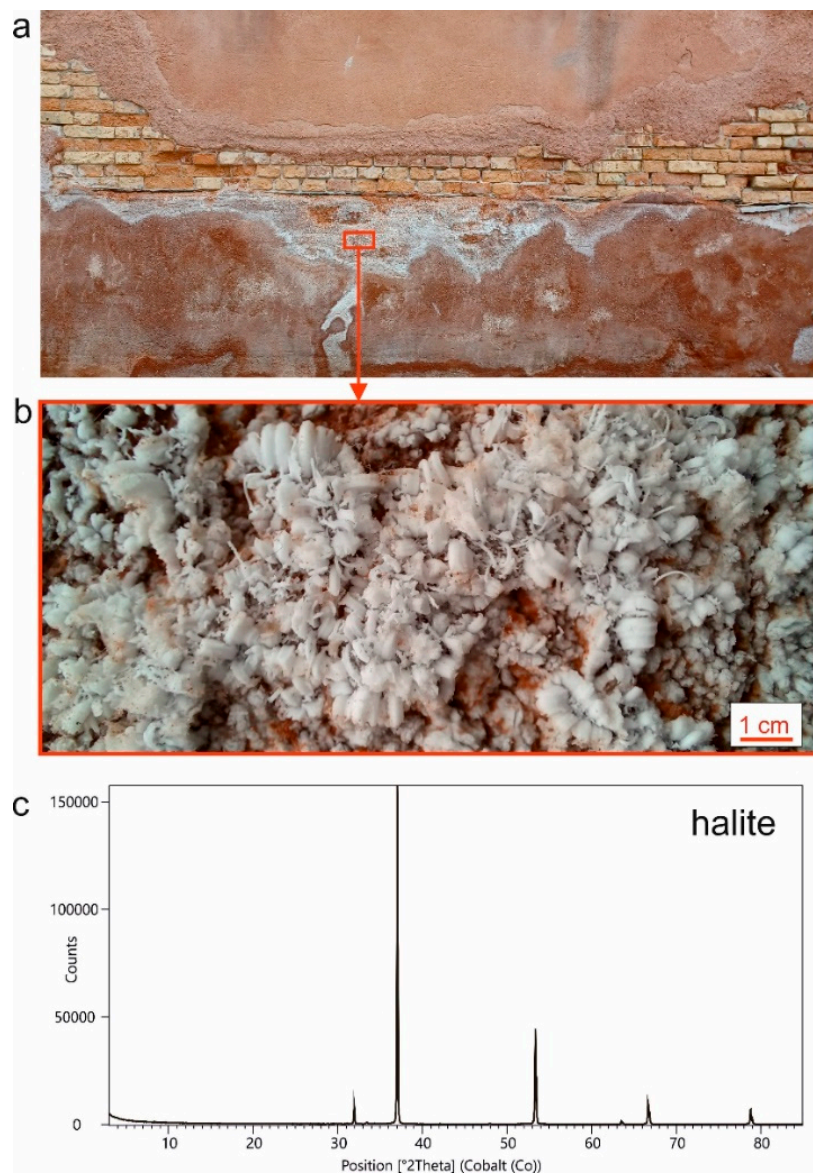 a
b
1 cm
c
halite
150000
100000
50000
0
Counts
10 20 30 40 50 60 70 80
Position [°2Theta] (Cobalt (Co))